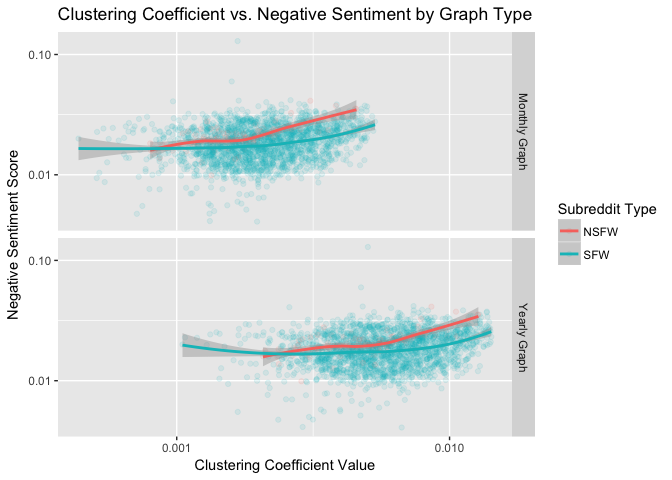 Clustering Coefficient vs. Negative Sentiment by Graph Type
Negative Sentiment Score
0.10
0.01
Monthly Graph
0.10
0.01
Yearly Graph
0.001
0.010
Clustering Coefficient Value
Subreddit Type
NSFW
SFW